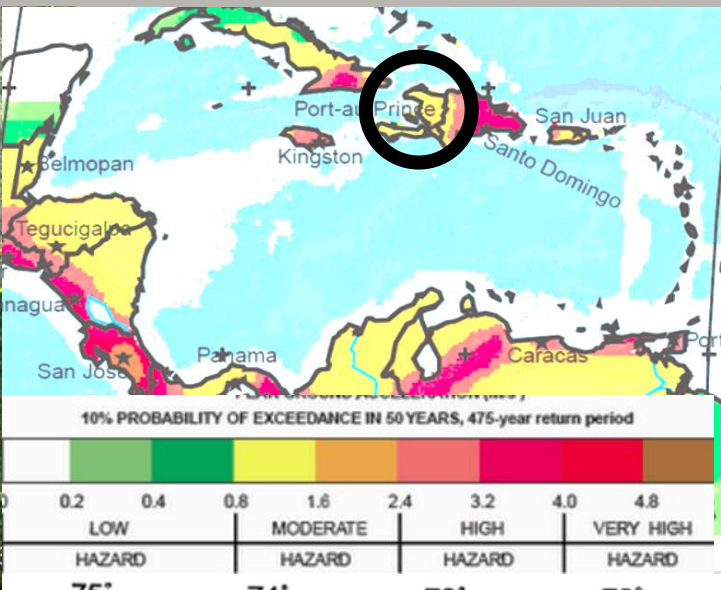 Port-au-Prince
San Juan
Kingston
Santo Domingo
Belmopan
Tegucigalpa
nagua
Panama
Caracas
Port
San José
10% PROBABILITY OF EXCEEDANCE IN 50 YEARS, 475-year return period
0 0.2 0.4 0.8 1.6 2.4 3.2 4.0 4.8
LOW MODERATE HIGH VERY HIGH
HAZARD HAZARD HAZARD HAZARD